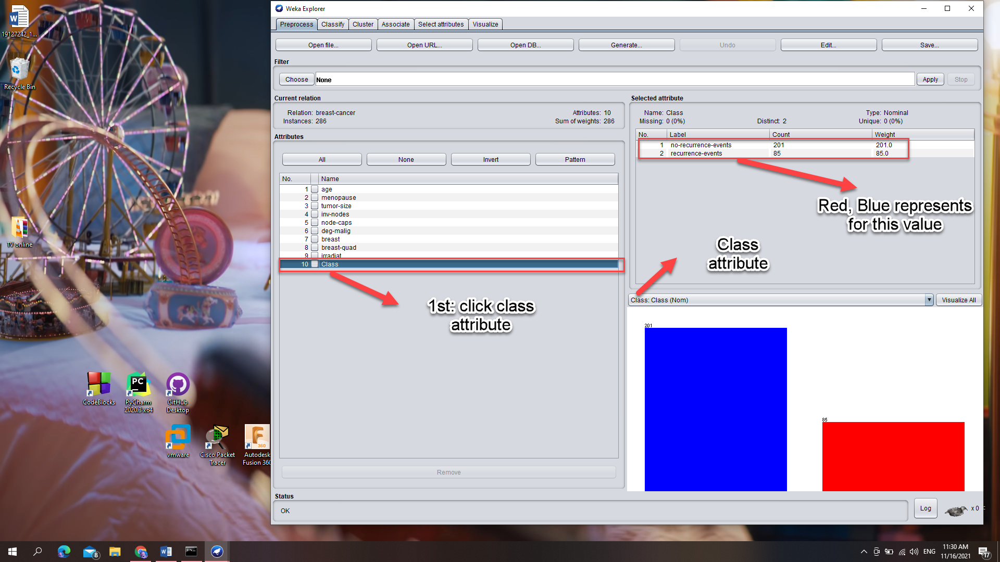 19127242_1...
Recycle Bin
TV online
CodeBlocks
PyCharm
2020.3 x64
GitHub
Desktop
vmware
Cisco Packet
Tracer
Autodesk
Fusion 360
Weka Explorer
Preprocess
Classify
Cluster
Associate
Select attributes
Visualize
Open file...
Open URL...
Open DB...
Generate...
Undo
Edit...
Save...
Filter
Choose
None
Apply
Stop
Current relation
Relation: breast-cancer
Attributes: 10
Instances: 286
Sum of weights: 286
Attributes
All
None
Invert
Pattern
No. Name
1 age
2 menopause
3 tumor-size
4 inv-nodes
5 node-caps
6 deg-malig
7 breast
8 breast-quad
9 irradiat
10 Class
1st: click class
attribute
Remove
Selected attribute
Name: Class
Type: Nominal
Missing: 0 (0%)
Distinct: 2
Unique: 0 (0%)
No. Label Count Weight
1 no-recurrence-events 201 201.0
2 recurrence-events 85 85.0
Red, Blue represents
for this value
Class
attribute
Class: Class (Nom)
Visualize All
201
85
Status
OK
Log
x 0
8
ENG
11:30 AM
11/16/2021
17